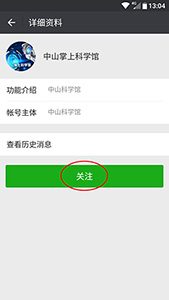 13:04
详细资料
中山掌上科学馆
功能介绍 中山科学馆
帐号主体 中山科学馆
查看历史消息
关注